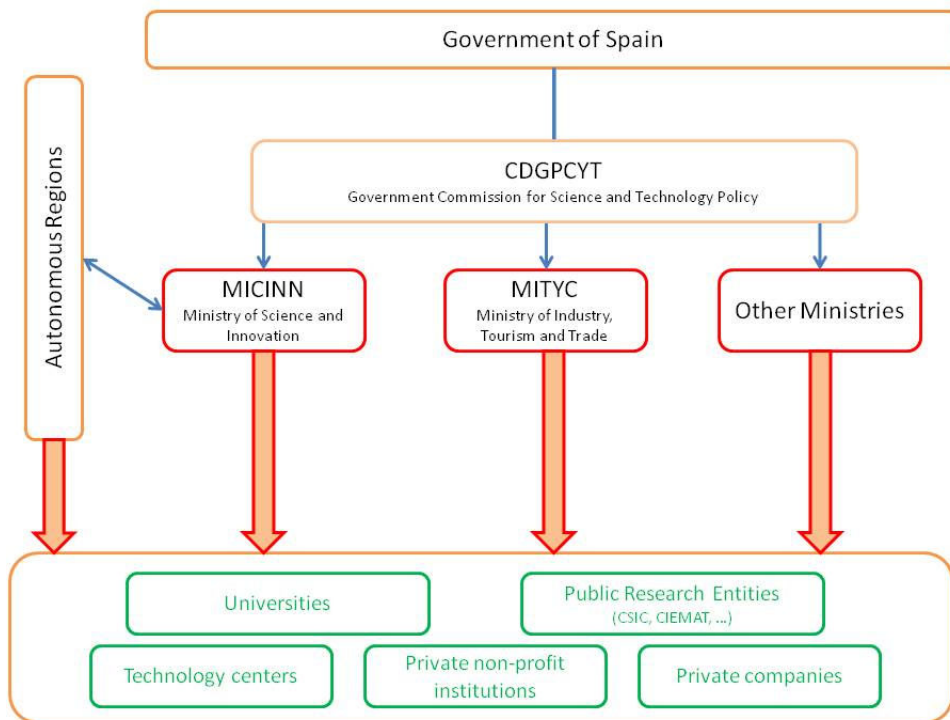 Government of Spain
Autonomous Regions
CDGPCYT
Government Commission for Science and Technology Policy
MICINN
Ministry of Science and
Innovation
MITYC
Ministry of Industry,
Tourism and Trade
Other Ministries
Universities
Public Research Entities
(CSIC, CIEMAT, ...)
Technology centers
Private non-profit
institutions
Private companies